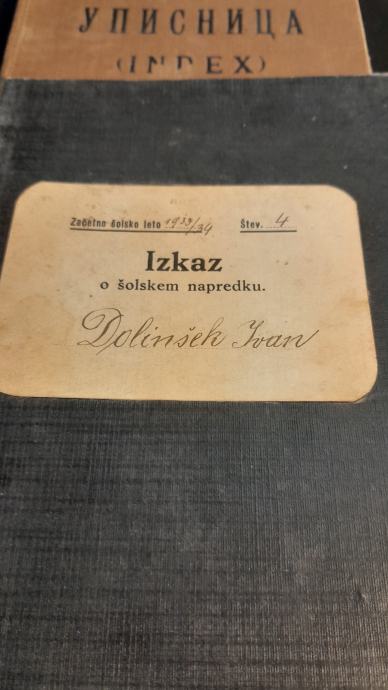 УПИСНИЦА
(INDEX)
Začetno šolsko leto 1933/34 Štev. 4
Izkaz
o šolskem napredku.
Dolinšek Ivan